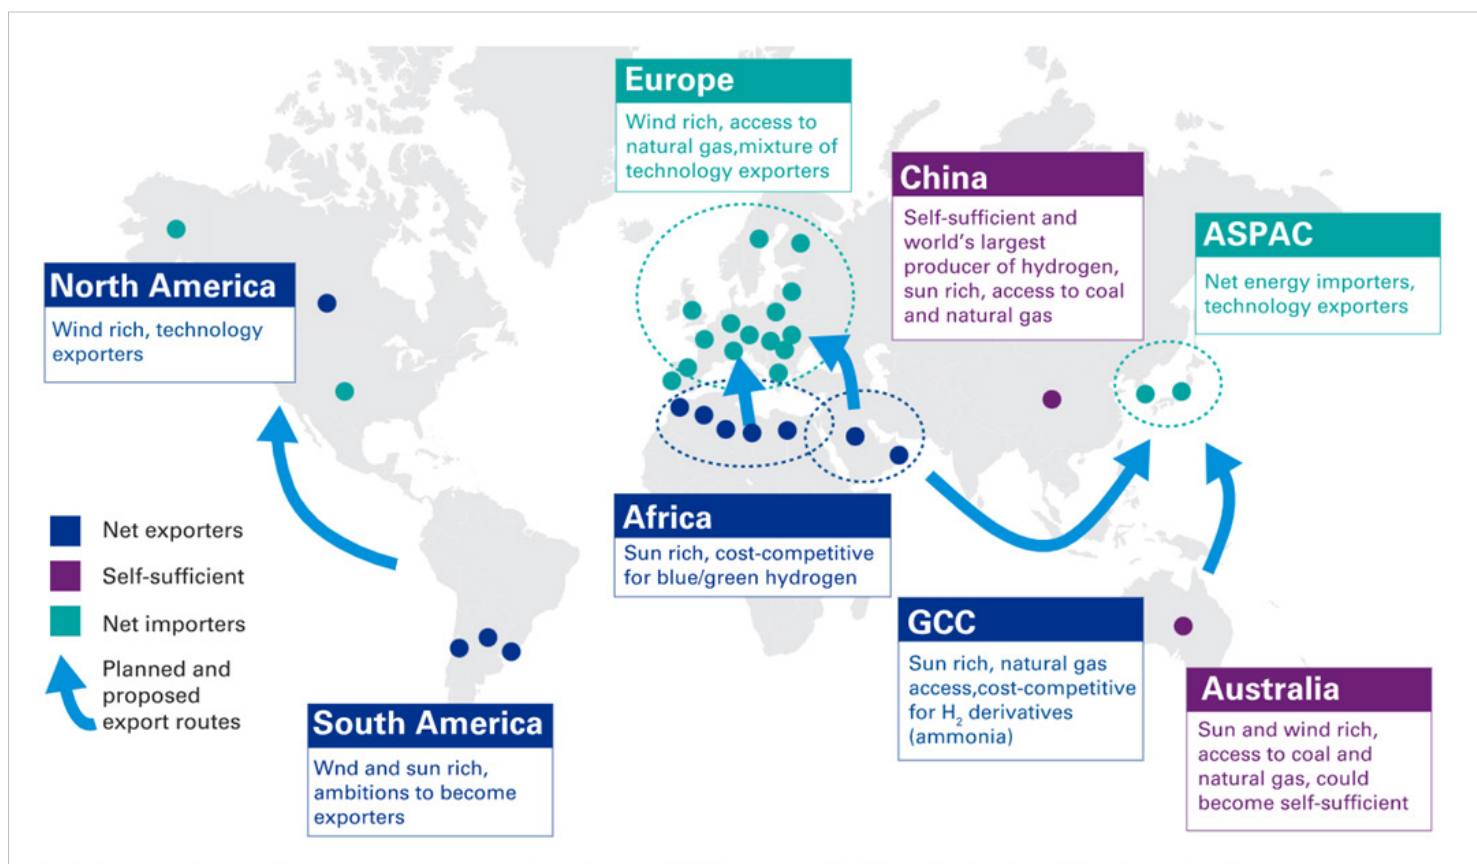 Europe
Wind rich, access to
natural gas,mixture of
technology exporters
China
Self-sufficient and
world's largest
producer of hydrogen,
sun rich, access to coal
and natural gas
ASPAC
Net energy importers,
technology exporters
North America
Wind rich, technology
exporters
Africa
Sun rich, cost-competitive
for blue/green hydrogen
Net exporters
Self-sufficient
Net importers
Planned and
proposed
export routes
GCC
Sun rich, natural gas
access,cost-competitive
for H₂ derivatives
(ammonia)
South America
Wnd and sun rich,
ambitions to become
exporters
Australia
Sun and wind rich,
access to coal and
natural gas, could
become self-sufficient